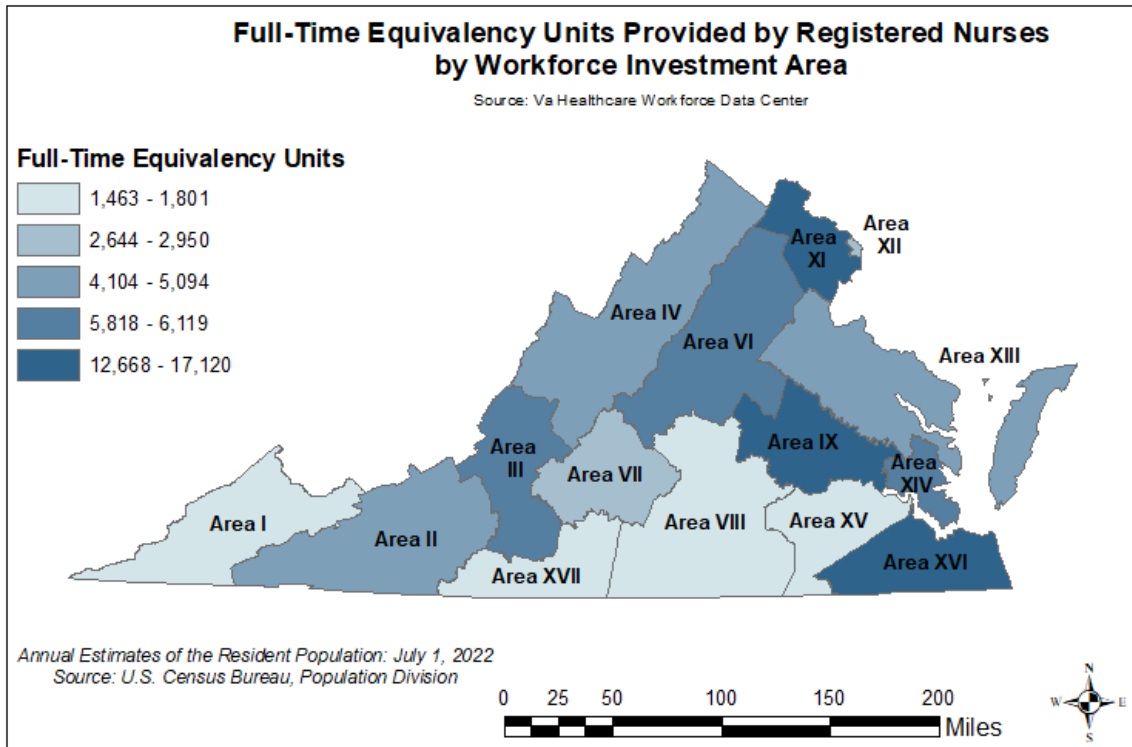 Full-Time Equivalency Units Provided by Registered Nurses
by Workforce Investment Area
Source: Va Healthcare Workforce Data Center
Full-Time Equivalency Units
1,463 - 1,801
2,644 - 2,950
4,104 - 5,094
5,818 - 6,119
12,668 - 17,120
Area
XII
Area
XI
Area IV
Area VI
Area XIII
Area
III
Area IX
Area
XIV
Area VII
Area I
Area II
Area VIII
Area XV
Area XVII
Area XVI
Annual Estimates of the Resident Population: July 1, 2022
Source: U.S. Census Bureau, Population Division
0 25 50 100 150 200
Miles
N
W E
S